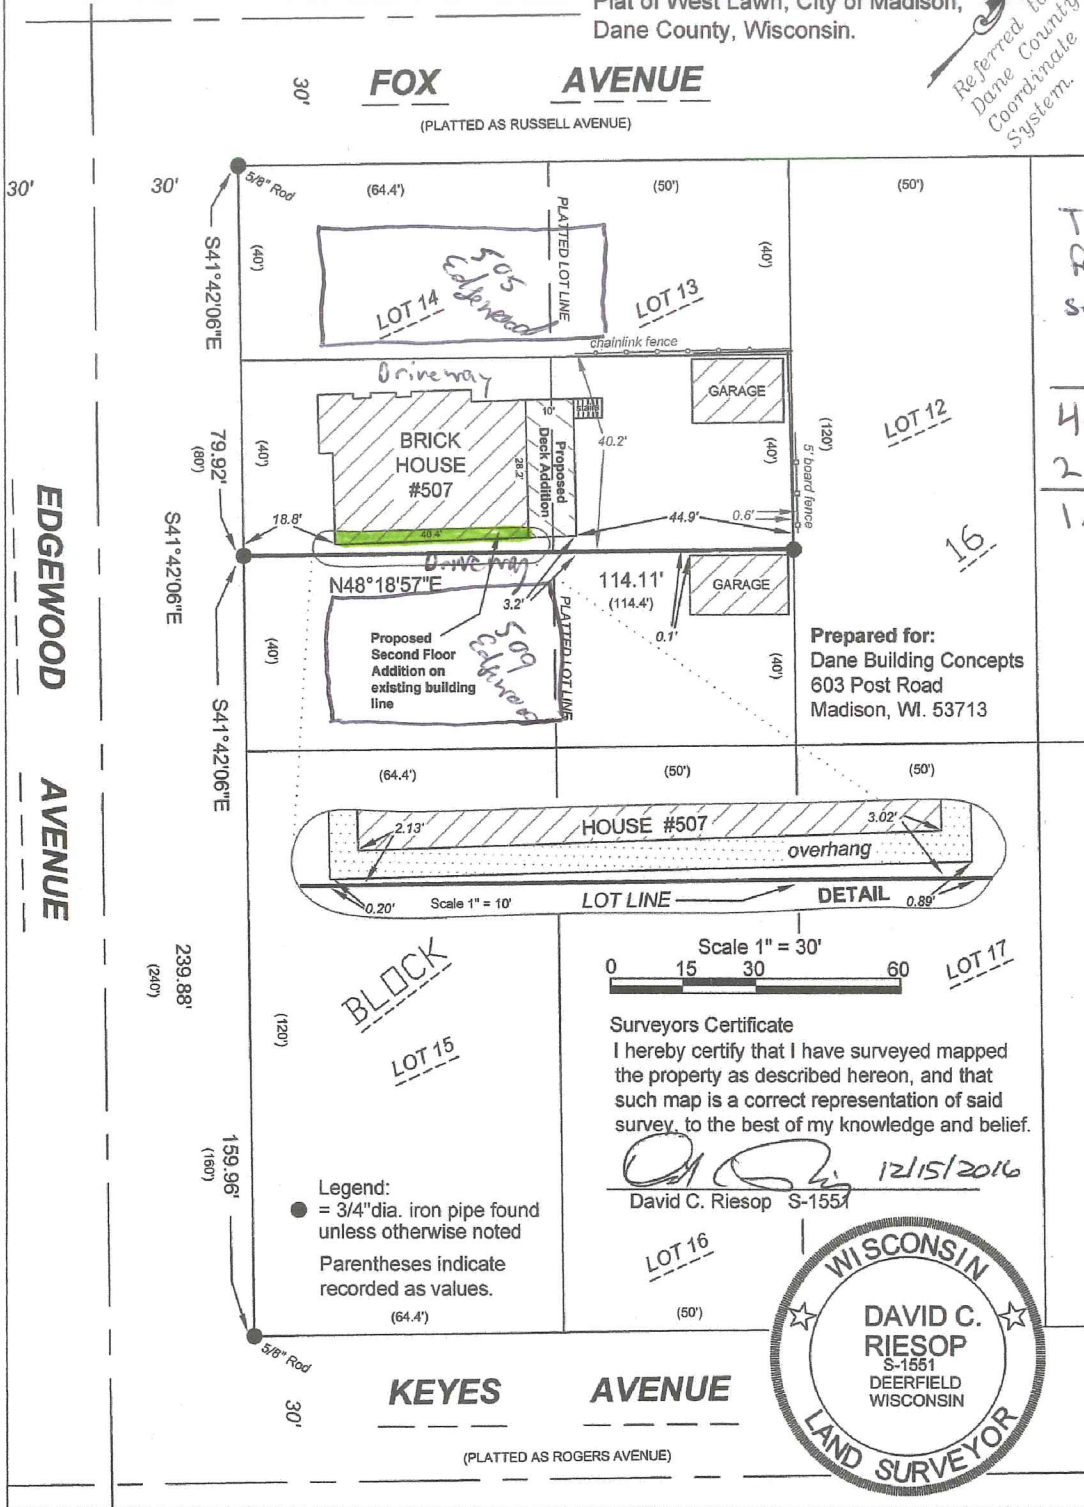 Plat of West Lawn, City of Madison,
Dane County, Wisconsin.
Referred to
Dane County
Coordinate
System.
30'
FOX AVENUE
(PLATTED AS RUSSELL AVENUE)
30'
30'
5/8" Rod
(64.4')
(50')
(50')
S41°42'06"E
(40')
505
Edgewood
LOT 14
PLATTED LOT LINE
LOT 13
(40')
chainlink fence
Driveway
GARAGE
LOT 12
(120')
BRICK
HOUSE
#507
10'
stairs
Proposed
Deck Addition
28.2'
40.2'
(40')
5' board fence
79.92'
(80')
(40')
18.8'
40.4'
44.9'
0.6'
16
S41°42'06"E
Driveway
N48°18'57"E
3.2'
114.11'
(114.4')
GARAGE
0.1'
Proposed
Second Floor
Addition on
existing building
line
509
Edgewood
PLATTED LOT LINE
(40')
(40')
Prepared for:
Dane Building Concepts
603 Post Road
Madison, WI. 53713
S41°42'06"E
EDGEWOOD AVENUE
(64.4')
(50')
(50')
2.13'
HOUSE #507
3.02'
overhang
0.20'
Scale 1" = 10'
LOT LINE
DETAIL
0.89'
239.88'
(240')
BLOCK
LOT 15
(120')
Scale 1" = 30'
0 15 30 60
LOT 17
Surveyors Certificate
I hereby certify that I have surveyed mapped
the property as described hereon, and that
such map is a correct representation of said
survey, to the best of my knowledge and belief.
12/15/2016
David C. Riesop S-1551
159.96'
(160')
Legend:
= 3/4"dia. iron pipe found
unless otherwise noted
Parentheses indicate
recorded as values.
LOT 16
(64.4')
(50')
5/8" Rod
30'
KEYES AVENUE
(PLATTED AS ROGERS AVENUE)
WISCONSIN
DAVID C.
RIESOP
S-1551
DEERFIELD
WISCONSIN
LAND SURVEYOR